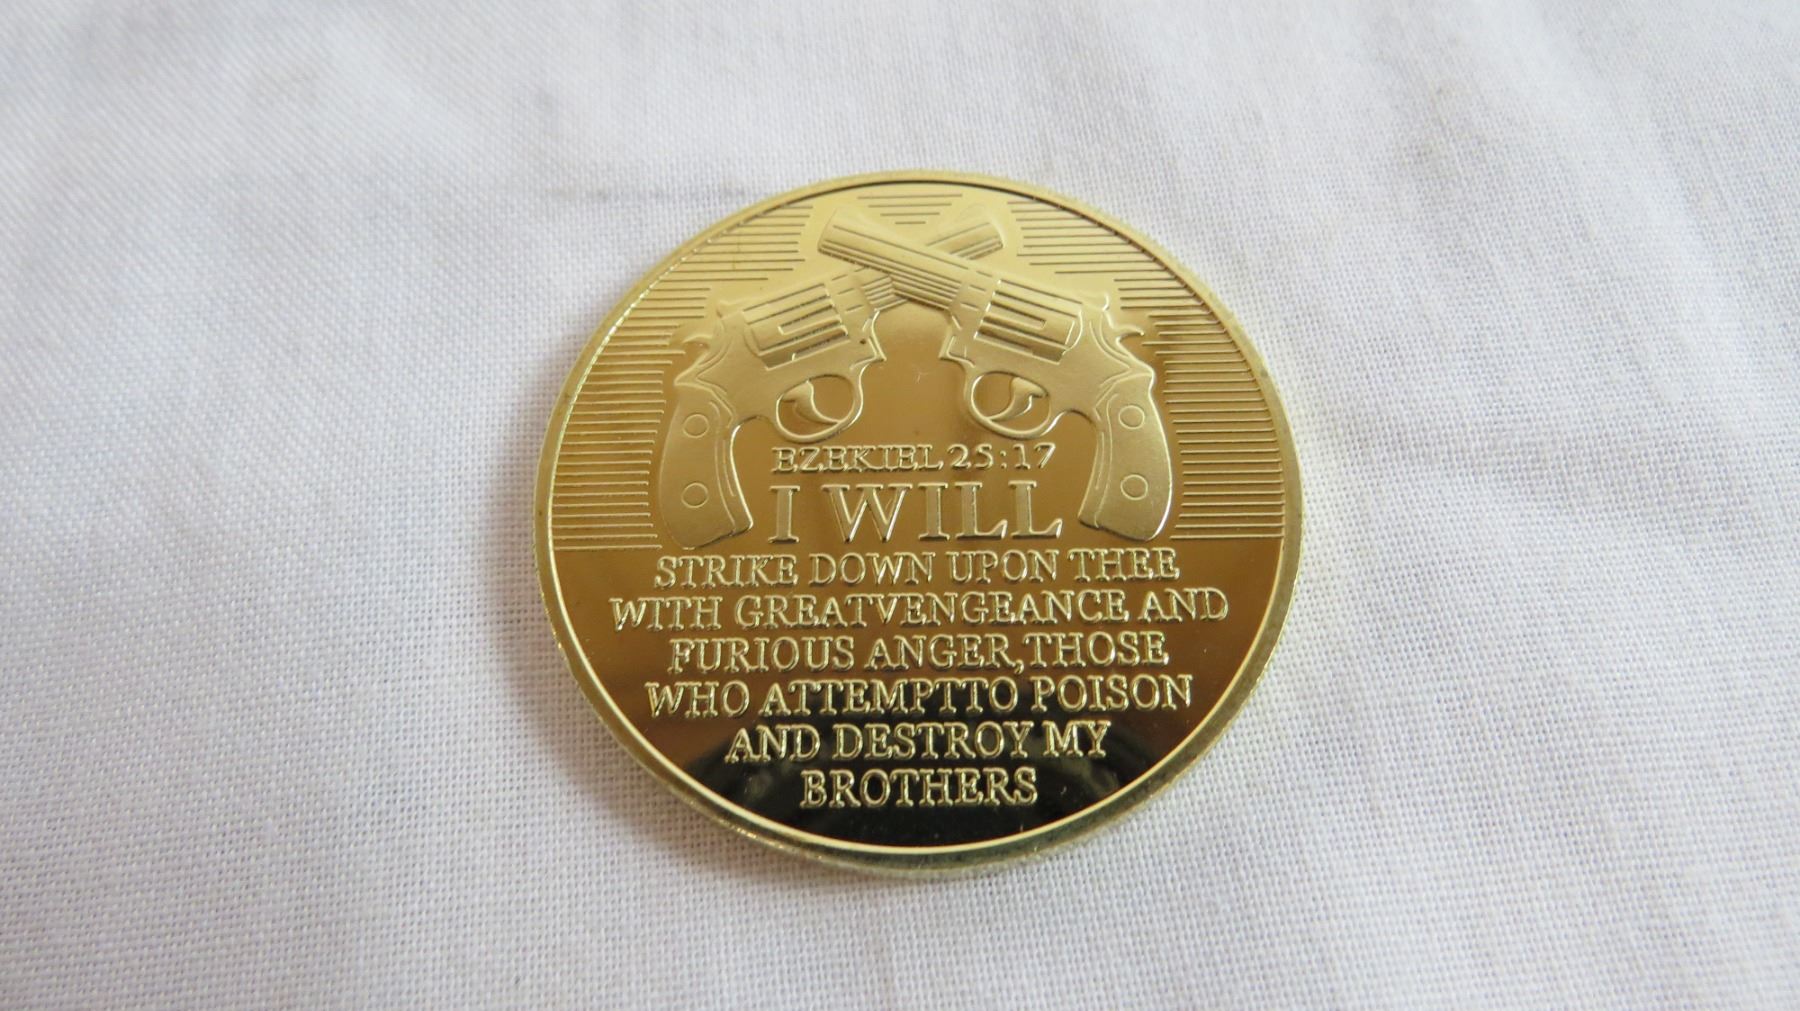 EZEKIEL 25:17
I WILL
STRIKE DOWN UPON THEE
WITH GREATVENGEANCE AND
FURIOUS ANGER,THOSE
WHO ATTEMPTTO POISON
AND DESTROY MY
BROTHERS